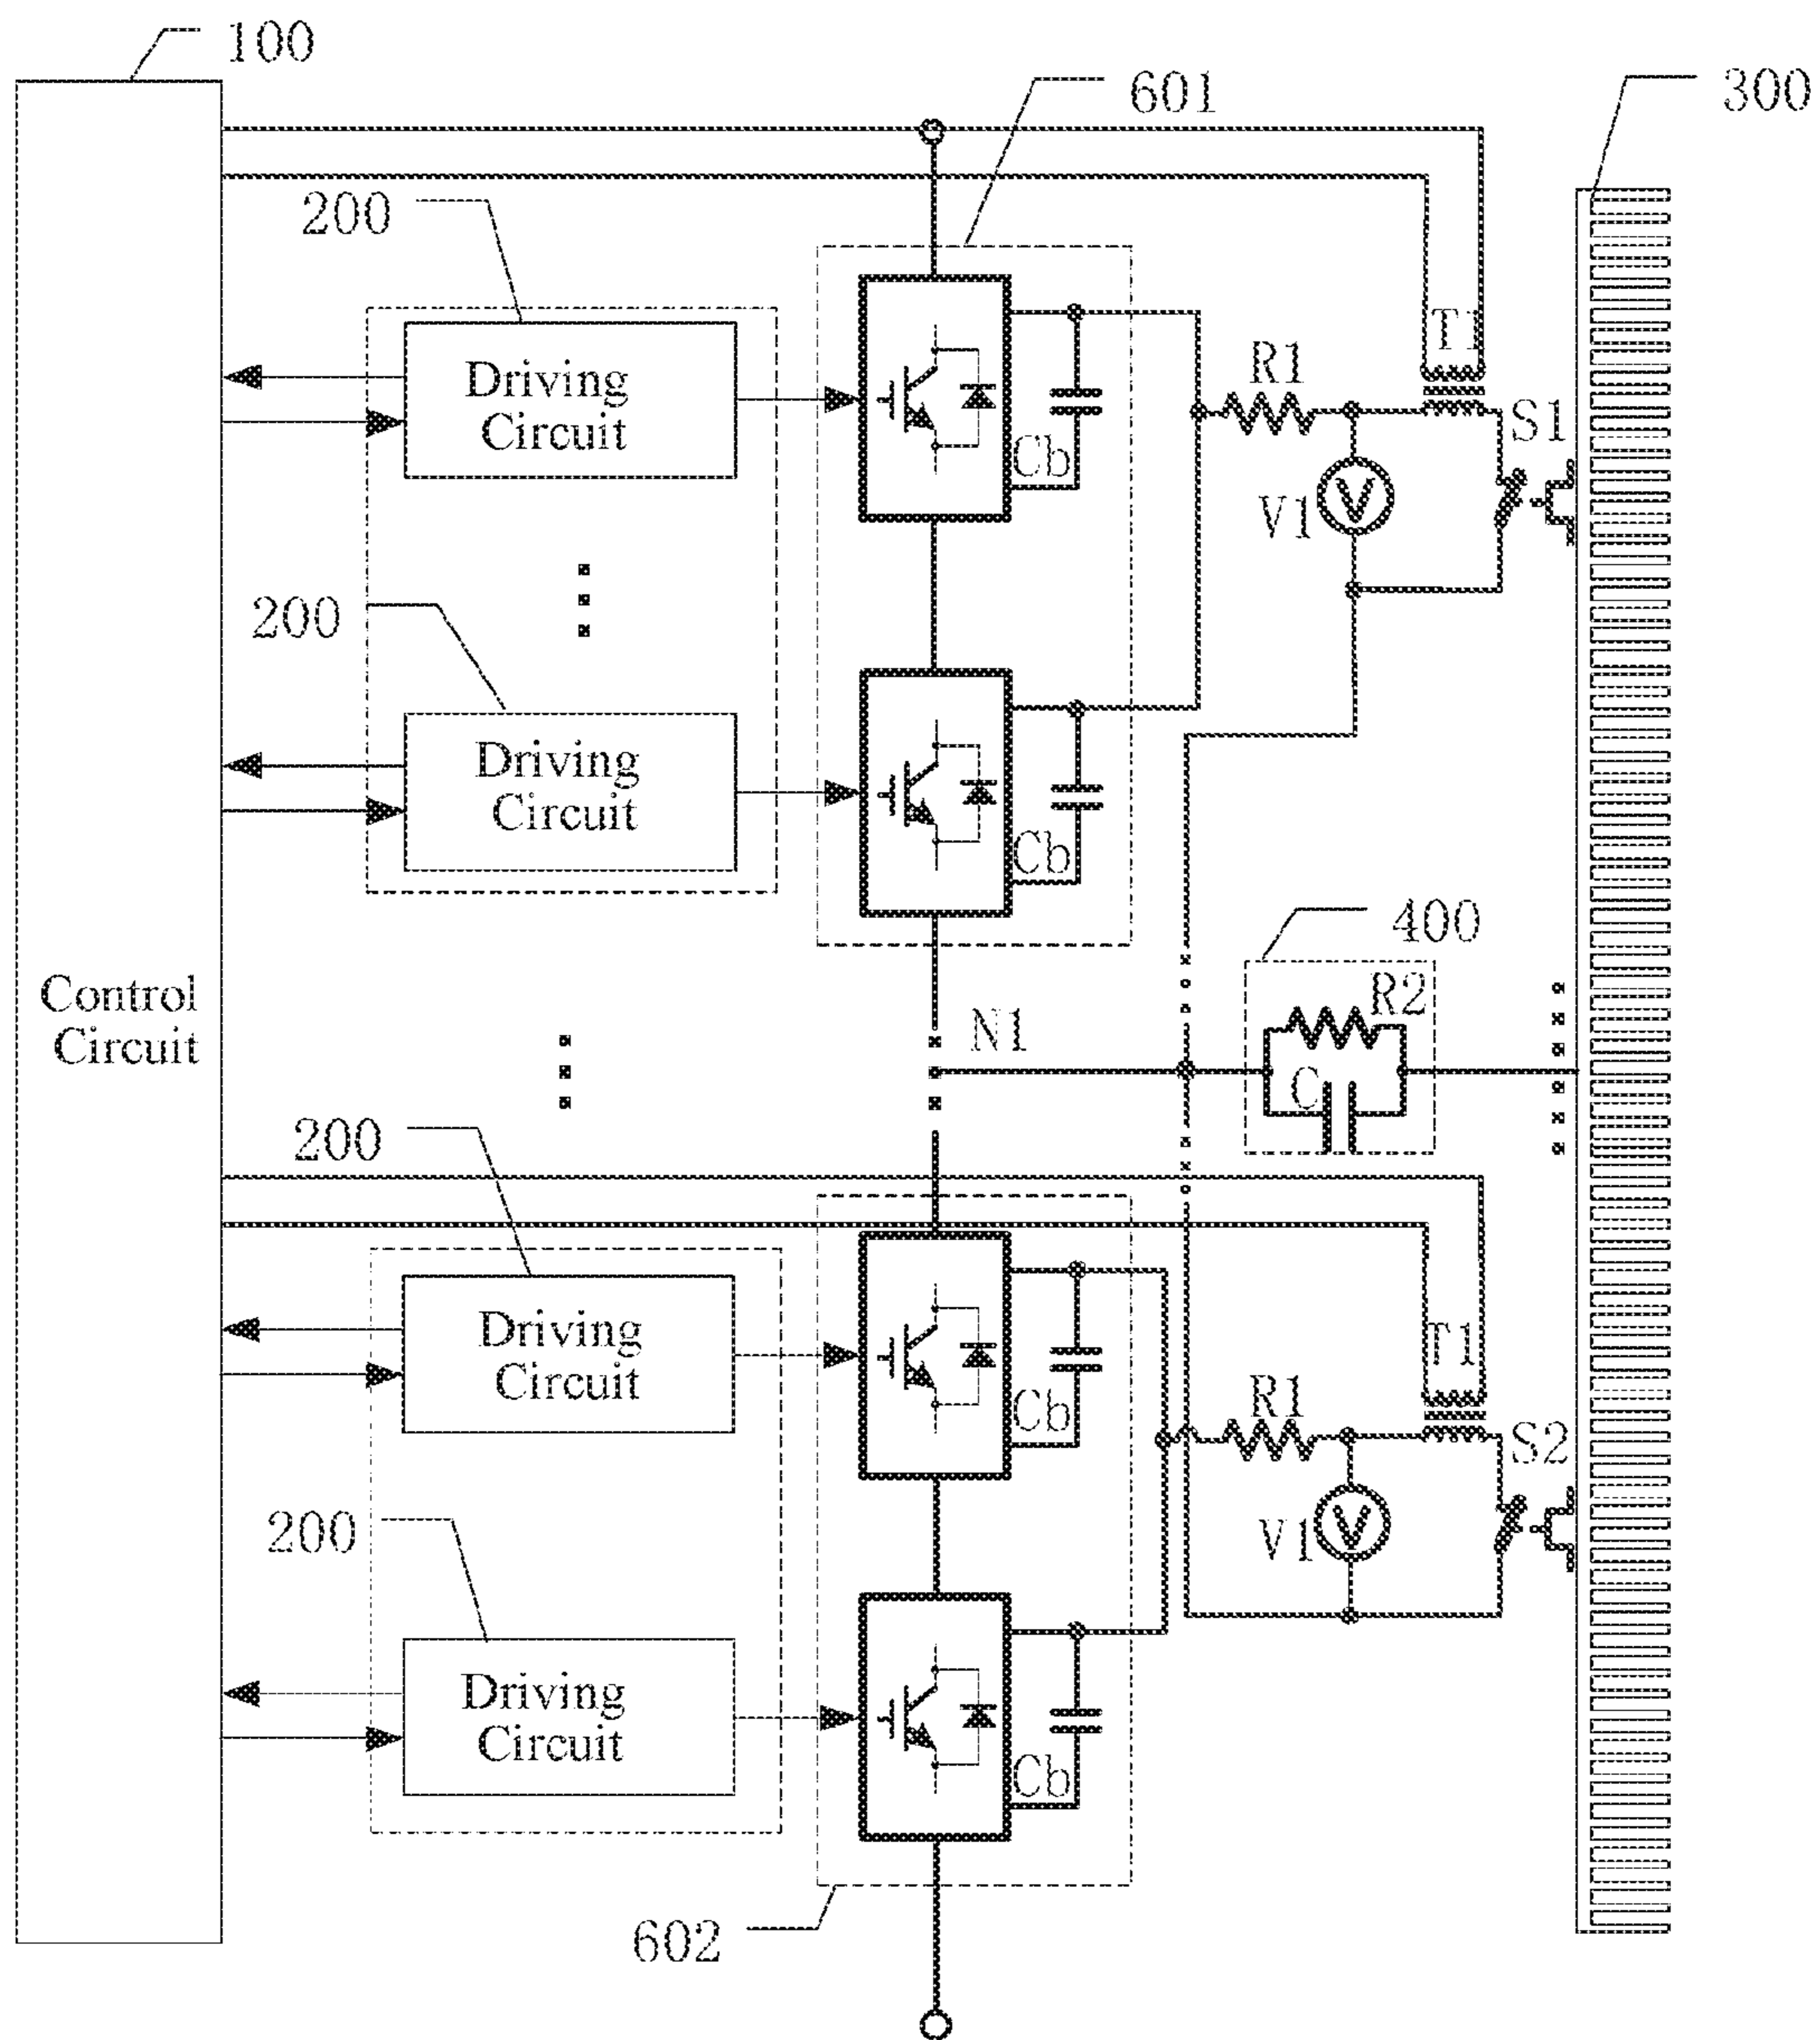 100
601
300
200
Driving
Circuit
Cb
R1
T1
S1
V1
200
Driving
Circuit
Cb
400
R2
Control
Circuit
N1
C
200
Driving
Circuit
Cb
R1
T1
S2
V1
200
Driving
Circuit
Cb
602
V
V